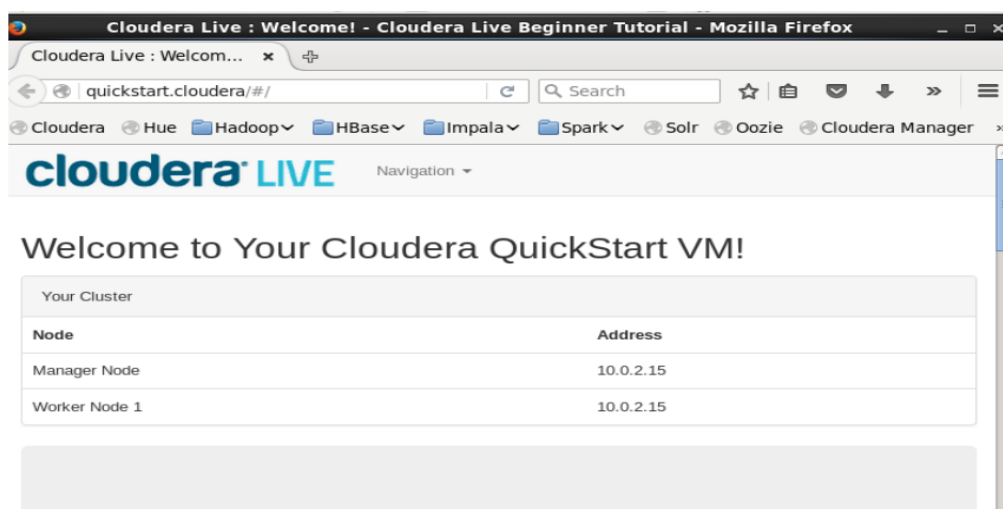 Cloudera Live : Welcome! - Cloudera Live Beginner Tutorial - Mozilla Firefox
Cloudera Live : Welcom...
quickstart.cloudera/#/ Search
Cloudera Hue Hadoop HBase Impala Spark Solr Oozie Cloudera Manager
cloudera LIVE Navigation
Welcome to Your Cloudera QuickStart VM!
Your Cluster
Node Address
Manager Node 10.0.2.15
Worker Node 1 10.0.2.15